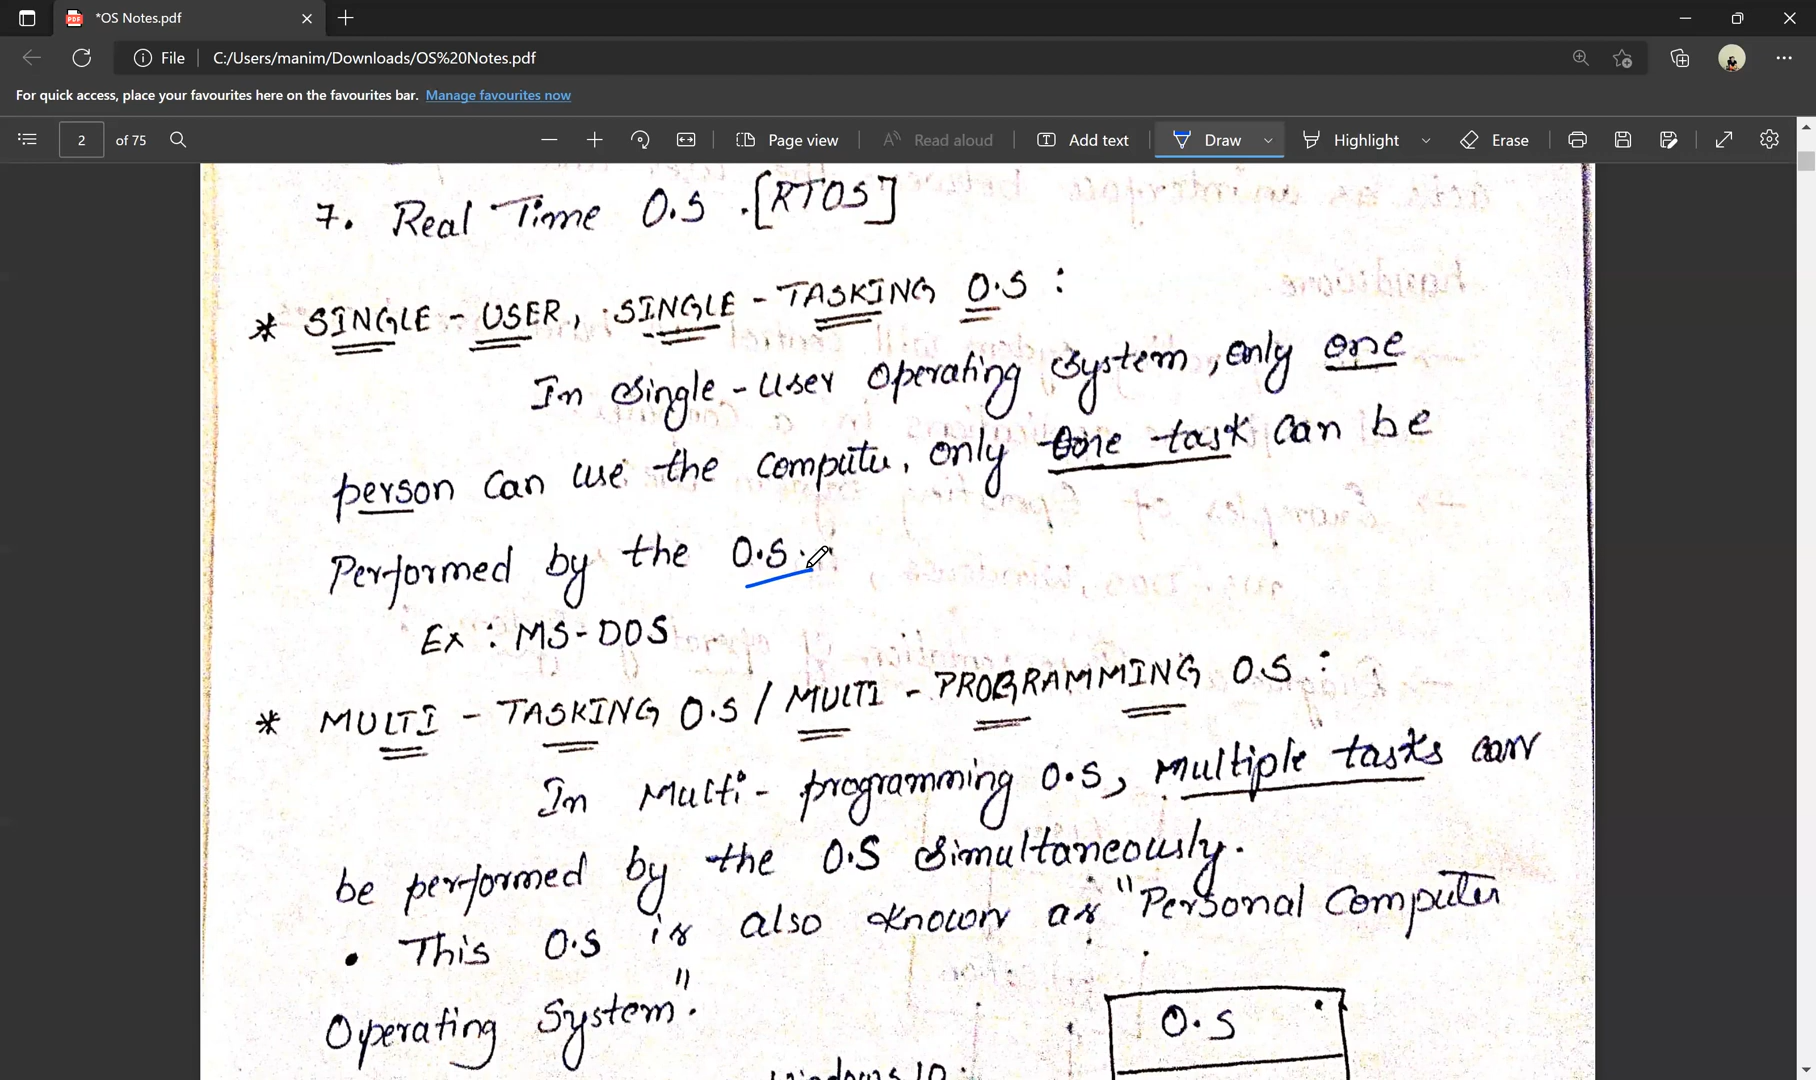 *OS Notes.pdf
File C:/Users/manim/Downloads/OS%20Notes.pdf
For quick access, place your favourites here on the favourites bar. Manage favourites now
2 of 75 Page view Read aloud Add text Draw Highlight Erase
7. Real Time O.S .[RTOS]
* SINGLE - USER, SINGLE - TASKING O.S :
In Single - User Operating System, only one
person can use the computer, only one task can be
Performed by the O.S.
Ex : MS-DOS
* MULTI - TASKING O.S / MULTI - PROGRAMMING O.S :
In Multi - programming O.S, Multiple tasks can
be performed by the O.S Simultaneously.
• This O.S is also known as "Personal Computer
Operating System".
O.S
Windows 10